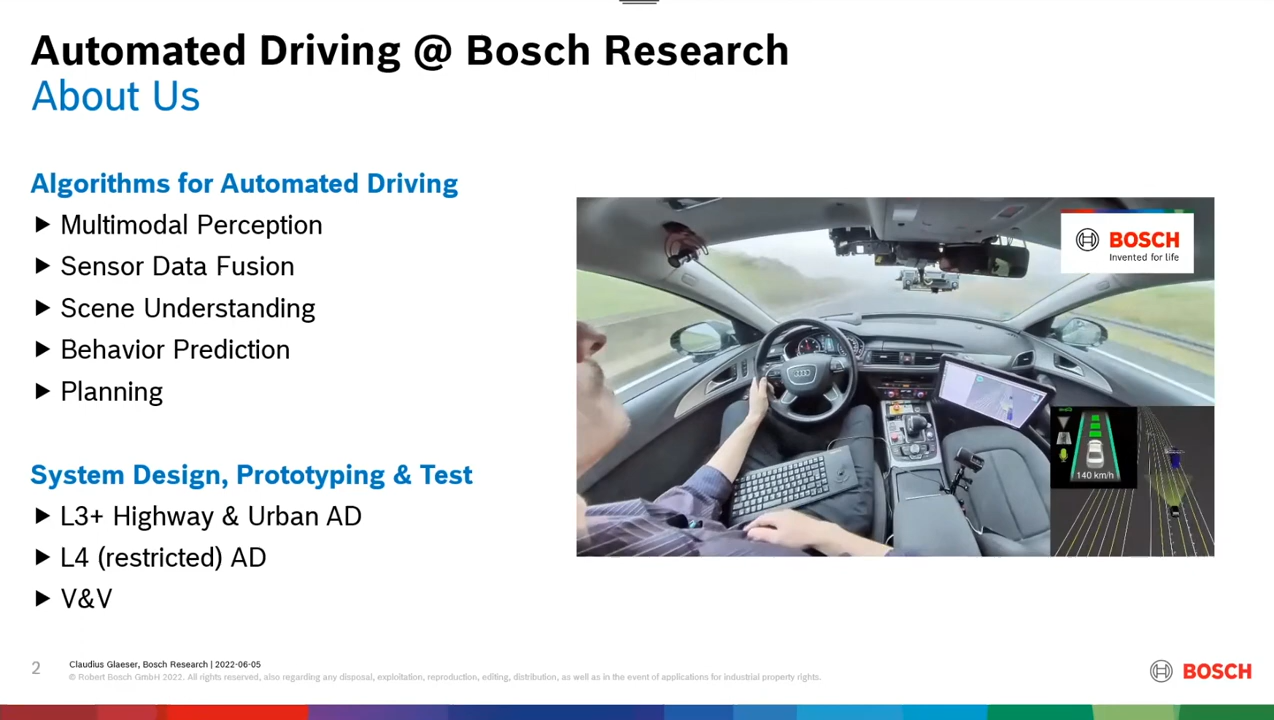 Automated Driving @ Bosch Research
About Us
Algorithms for Automated Driving
Multimodal Perception
Sensor Data Fusion
Scene Understanding
Behavior Prediction
Planning
System Design, Prototyping & Test
L3+ Highway & Urban AD
L4 (restricted) AD
V&V
BOSCH
Invented for life
140 km/h
2
Claudius Glaeser, Bosch Research | 2022-06-05
© Robert Bosch GmbH 2022. All rights reserved, also regarding any disposal, exploitation, reproduction, editing, distribution, as well as in the event of applications for industrial property rights.
BOSCH